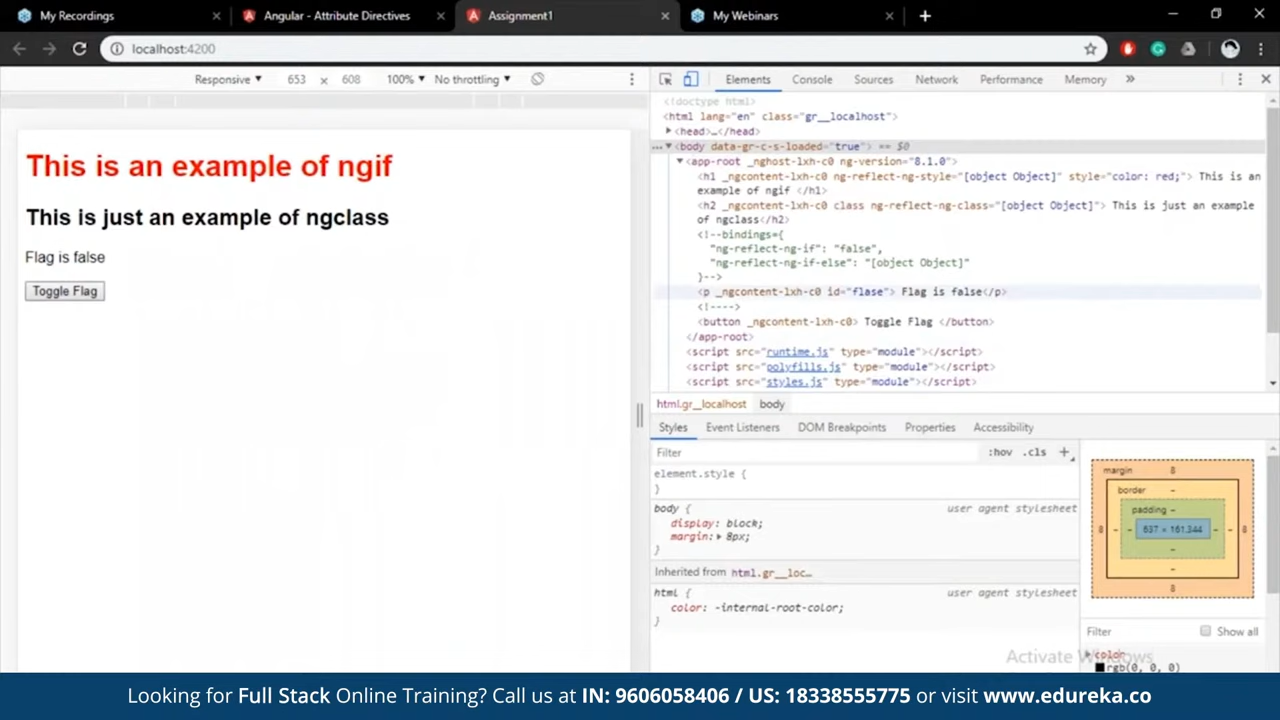 My Recordings
Angular - Attribute Directives
Assignment1
My Webinars
localhost:4200
Responsive 653 x 608 100% No throttling
This is an example of ngif
This is just an example of ngclass
Flag is false
Toggle Flag
Elements Console Sources Network Performance Memory »
<!doctype html>
<html lang="en" class="gr__localhost">
<head>…</head>
<body data-gr-c-s-loaded="true"> == $0
<app-root _nghost-lxh-c0 ng-version="8.1.0">
<h1 _ngcontent-lxh-c0 ng-reflect-ng-style="[object Object]" style="color: red;"> This is an
example of ngif </h1>
<h2 _ngcontent-lxh-c0 class ng-reflect-ng-class="[object Object]"> This is just an example
of ngclass</h2>
<!--bindings={
"ng-reflect-ng-if": "false",
"ng-reflect-ng-if-else": "[object Object]"
}-->
<p _ngcontent-lxh-c0 id="flase"> Flag is false</p>
<!---->
<button _ngcontent-lxh-c0> Toggle Flag </button>
</app-root>
<script src="runtime.js" type="module"></script>
<script src="polyfills.js" type="module"></script>
<script src="styles.js" type="module"></script>
html.gr__localhost body
Styles Event Listeners DOM Breakpoints Properties Accessibility
Filter :hov .cls +
element.style {
}
body { user agent stylesheet
display: block;
margin: 8px;
}
Inherited from html.gr__loc…
html { user agent stylesheet
color: -internal-root-color;
}
margin 8
border -
padding -
8 - - 637 × 161.344 - - 8
-
-
8
Filter Show all
color
rgb(0, 0, 0)
Activate Windows
Looking for Full Stack Online Training? Call us at IN: 9606058406 / US: 18338555775 or visit www.edureka.co